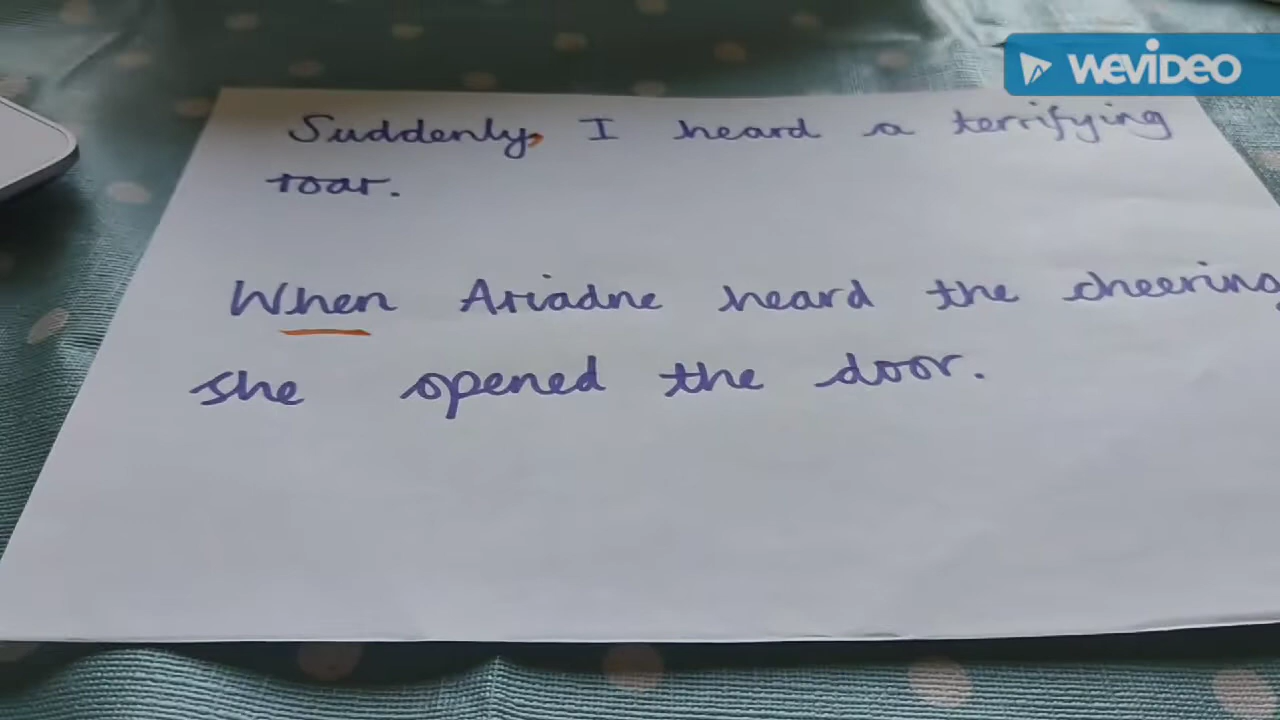 WEVIDEO
Suddenly, I heard a terrifying
roar.
When Ariadne heard the cheering
she opened the door.